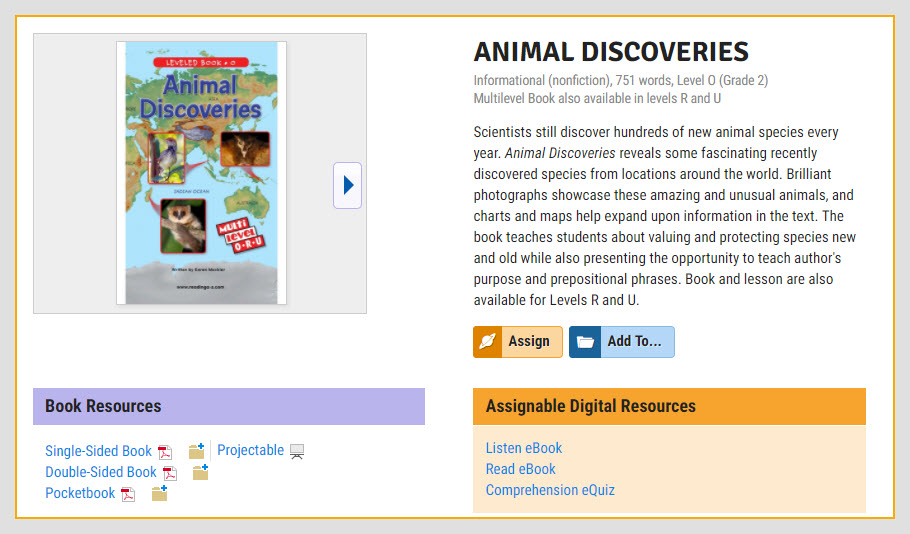 LEVELED BOOK • O
Animal
Discoveries
ASIA
INDIAN OCEAN
AUSTRALIA
MULTI
level
O•R•U
Written by Karen Mockler
www.readinga-z.com
ANIMAL DISCOVERIES
Informational (nonfiction), 751 words, Level O (Grade 2)
Multilevel Book also available in levels R and U
Scientists still discover hundreds of new animal species every
year. Animal Discoveries reveals some fascinating recently
discovered species from locations around the world. Brilliant
photographs showcase these amazing and unusual animals, and
charts and maps help expand upon information in the text. The
book teaches students about valuing and protecting species new
and old while also presenting the opportunity to teach author's
purpose and prepositional phrases. Book and lesson are also
available for Levels R and U.
Assign
Add To...
Book Resources
Single-Sided Book
Projectable
Double-Sided Book
Pocketbook
Assignable Digital Resources
Listen eBook
Read eBook
Comprehension eQuiz